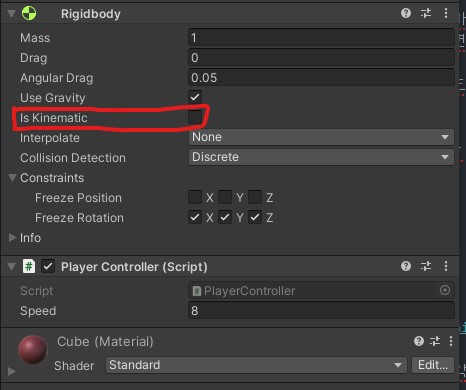 Rigidbody
Mass 1
Drag 0
Angular Drag 0.05
Use Gravity
Is Kinematic
Interpolate None
Collision Detection Discrete
Constraints
Freeze Position X Y Z
Freeze Rotation X Y Z
Info
# Player Controller (Script)
Script # PlayerController
Speed 8
Cube (Material)
Shader Standard Edit...